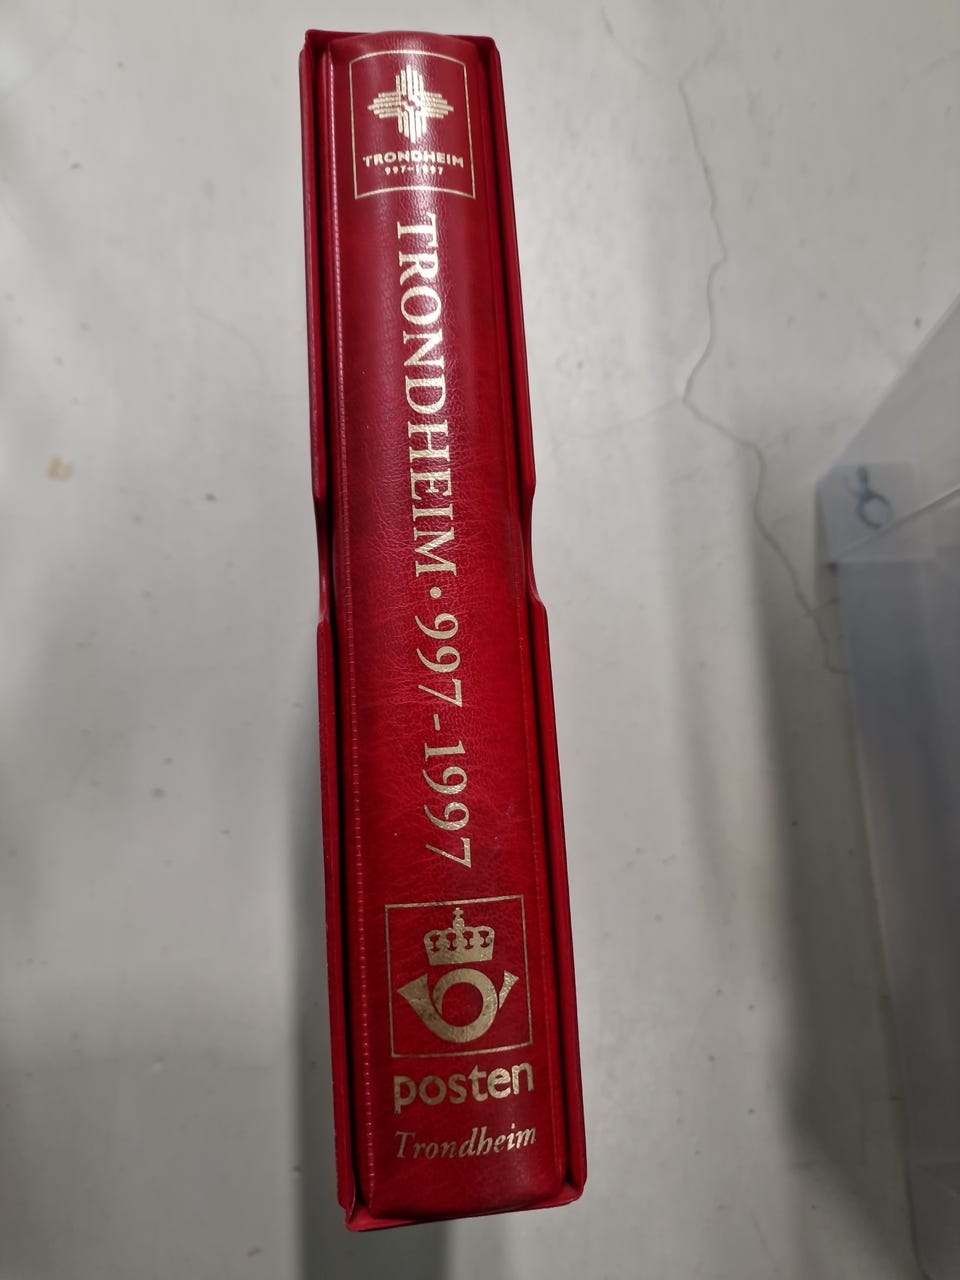 TRONDHEIM
997-1997
TRONDHEIM · 997-1997
posten
Trondheim